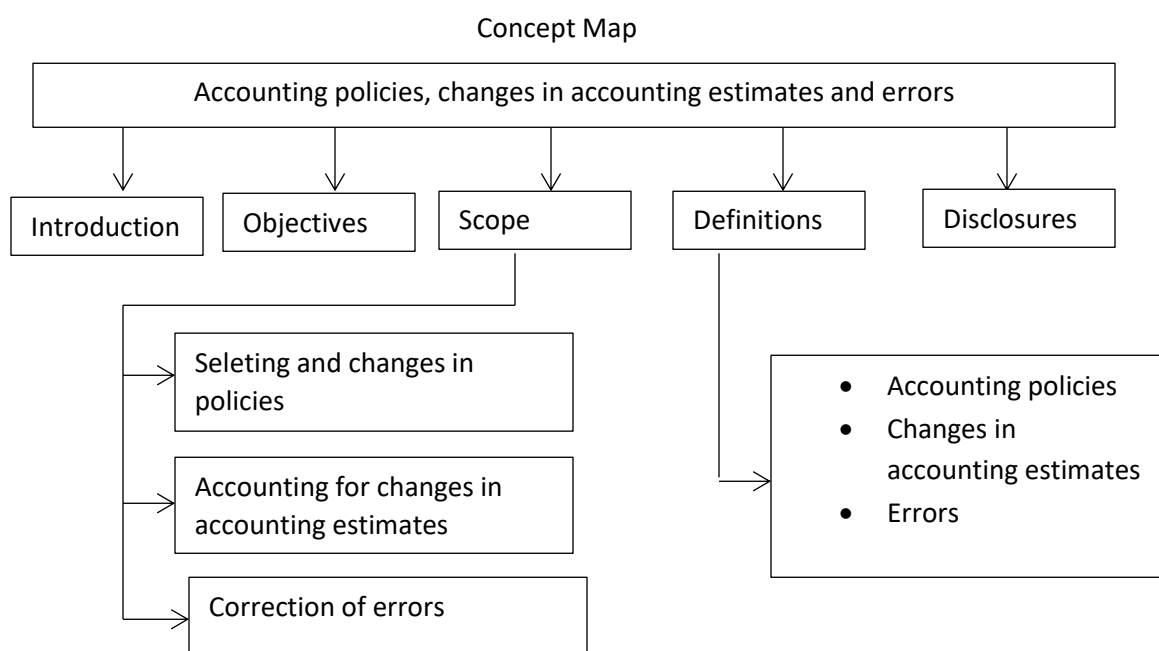 Concept Map
Accounting policies, changes in accounting estimates and errors
Introduction
Objectives
Scope
Definitions
Disclosures
Seleting and changes in
policies
Accounting for changes in
accounting estimates
Correction of errors
• Accounting policies
• Changes in
accounting estimates
• Errors